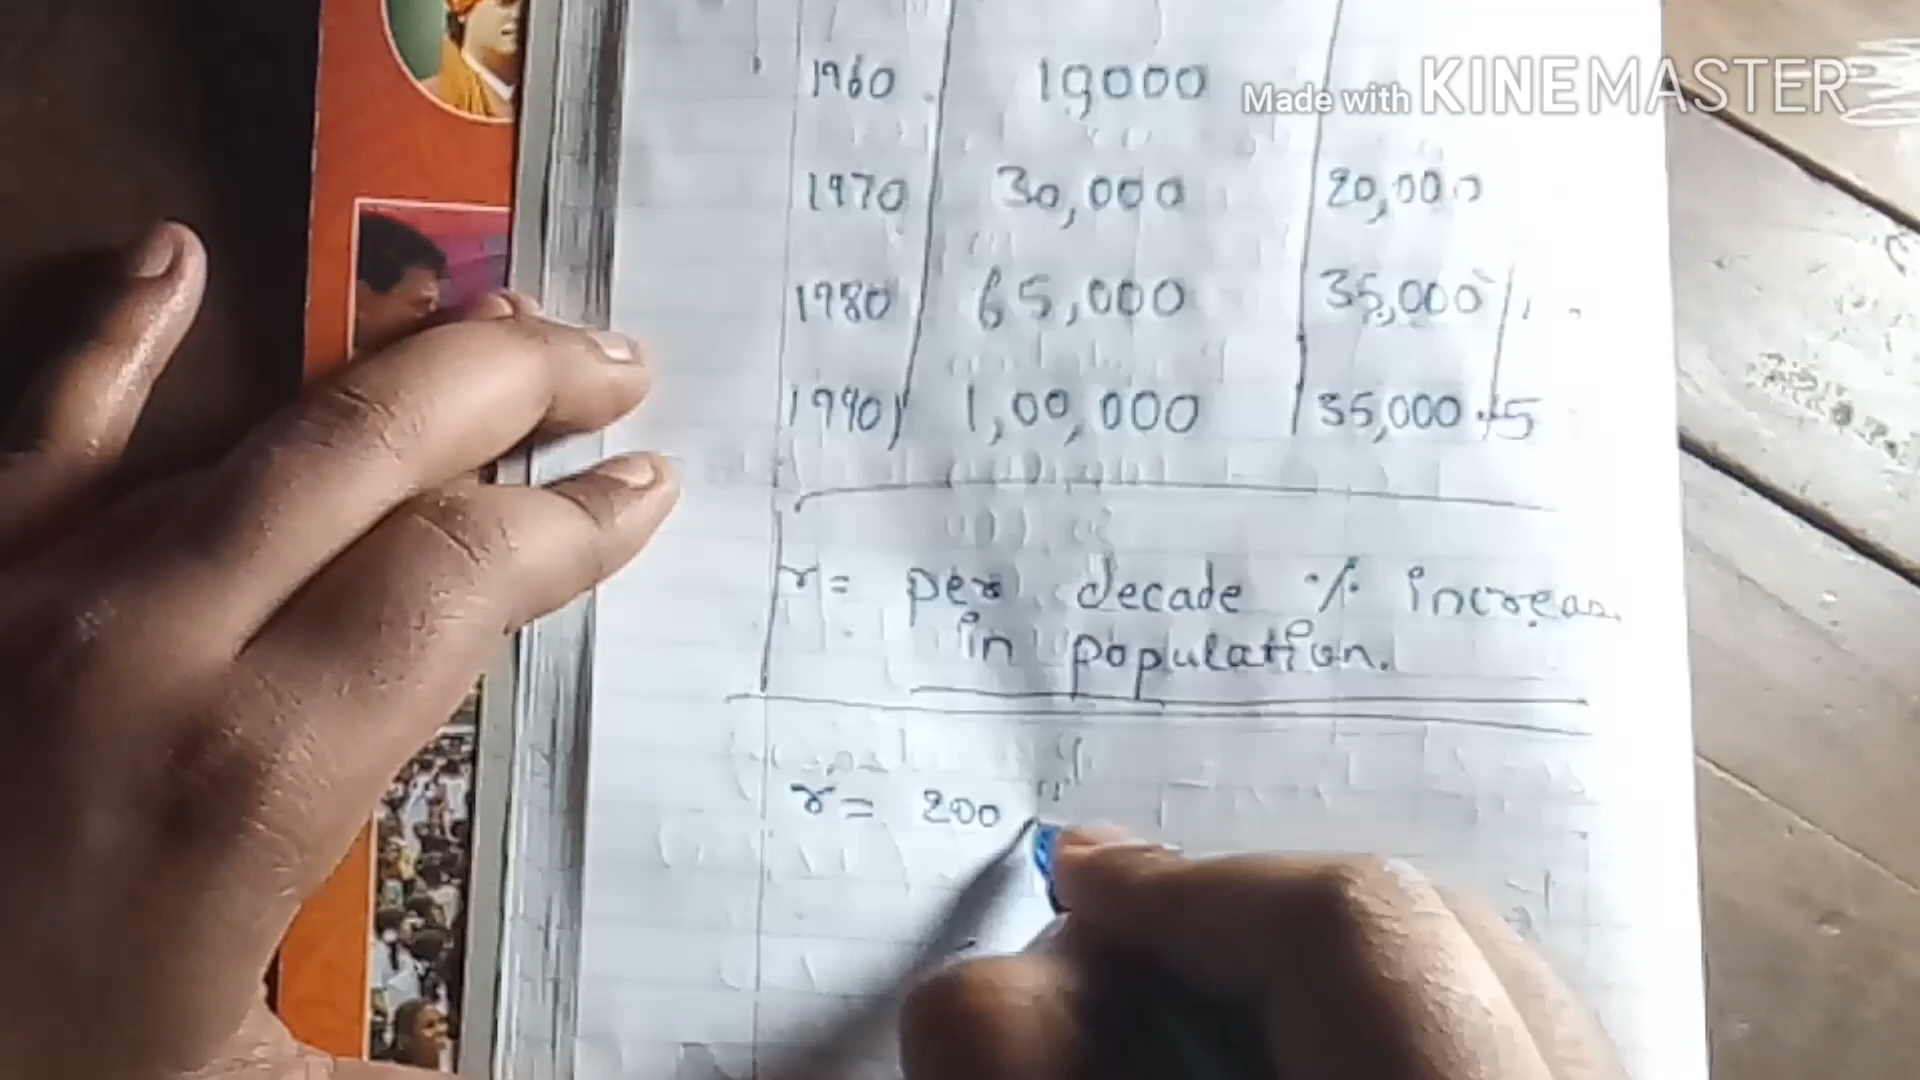 Made with KINEMASTER
1960 19000
1970 30,000 20,000
1980 65,000 35,000
1990 1,00,000 35,000
r = per decade % increas
in population.
r = 200